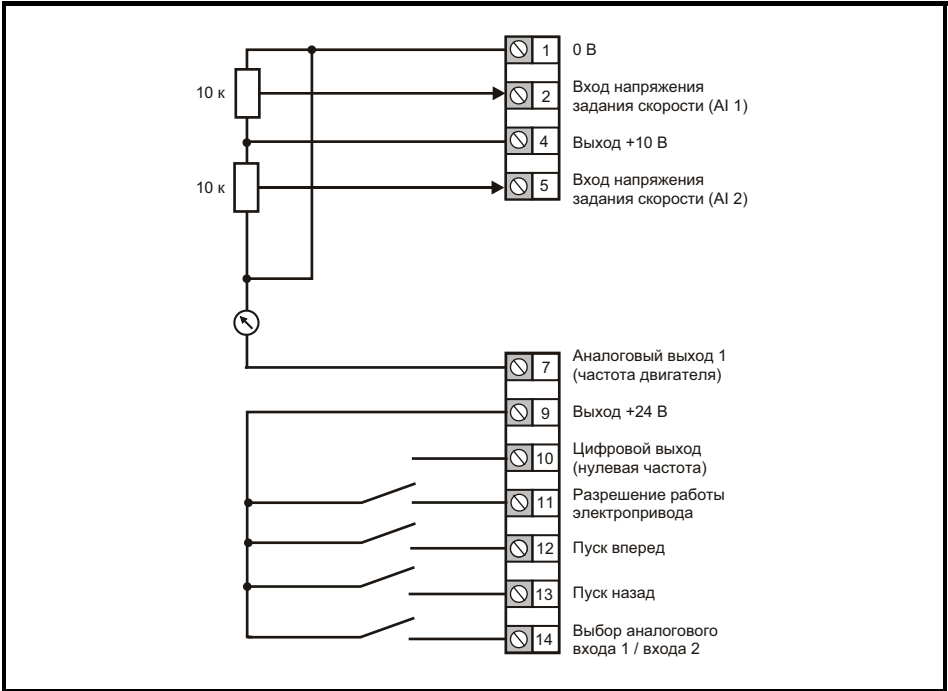 1 0 В
10 к
2 Вход напряжения
задания скорости (AI 1)
4 Выход +10 В
10 к
5 Вход напряжения
задания скорости (AI 2)
7 Аналоговый выход 1
(частота двигателя)
9 Выход +24 В
10 Цифровой выход
(нулевая частота)
11 Разрешение работы
электропривода
12 Пуск вперед
13 Пуск назад
14 Выбор аналогового
входа 1 / входа 2